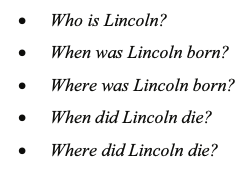 • Who is Lincoln?
• When was Lincoln born?
• Where was Lincoln born?
• When did Lincoln die?
• Where did Lincoln die?